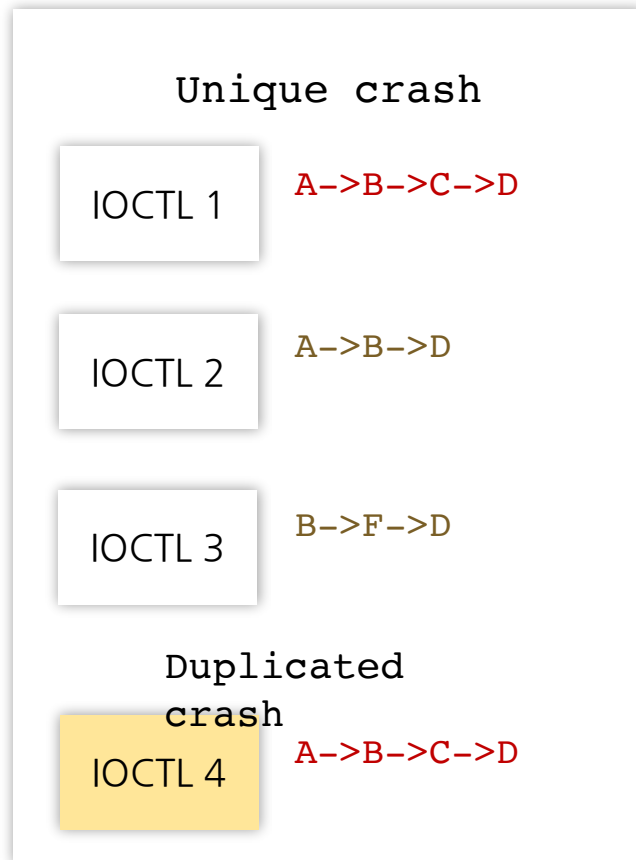 Unique crash
IOCTL 1
A->B->C->D
IOCTL 2
A->B->D
IOCTL 3
B->F->D
Duplicated
crash
IOCTL 4
A->B->C->D